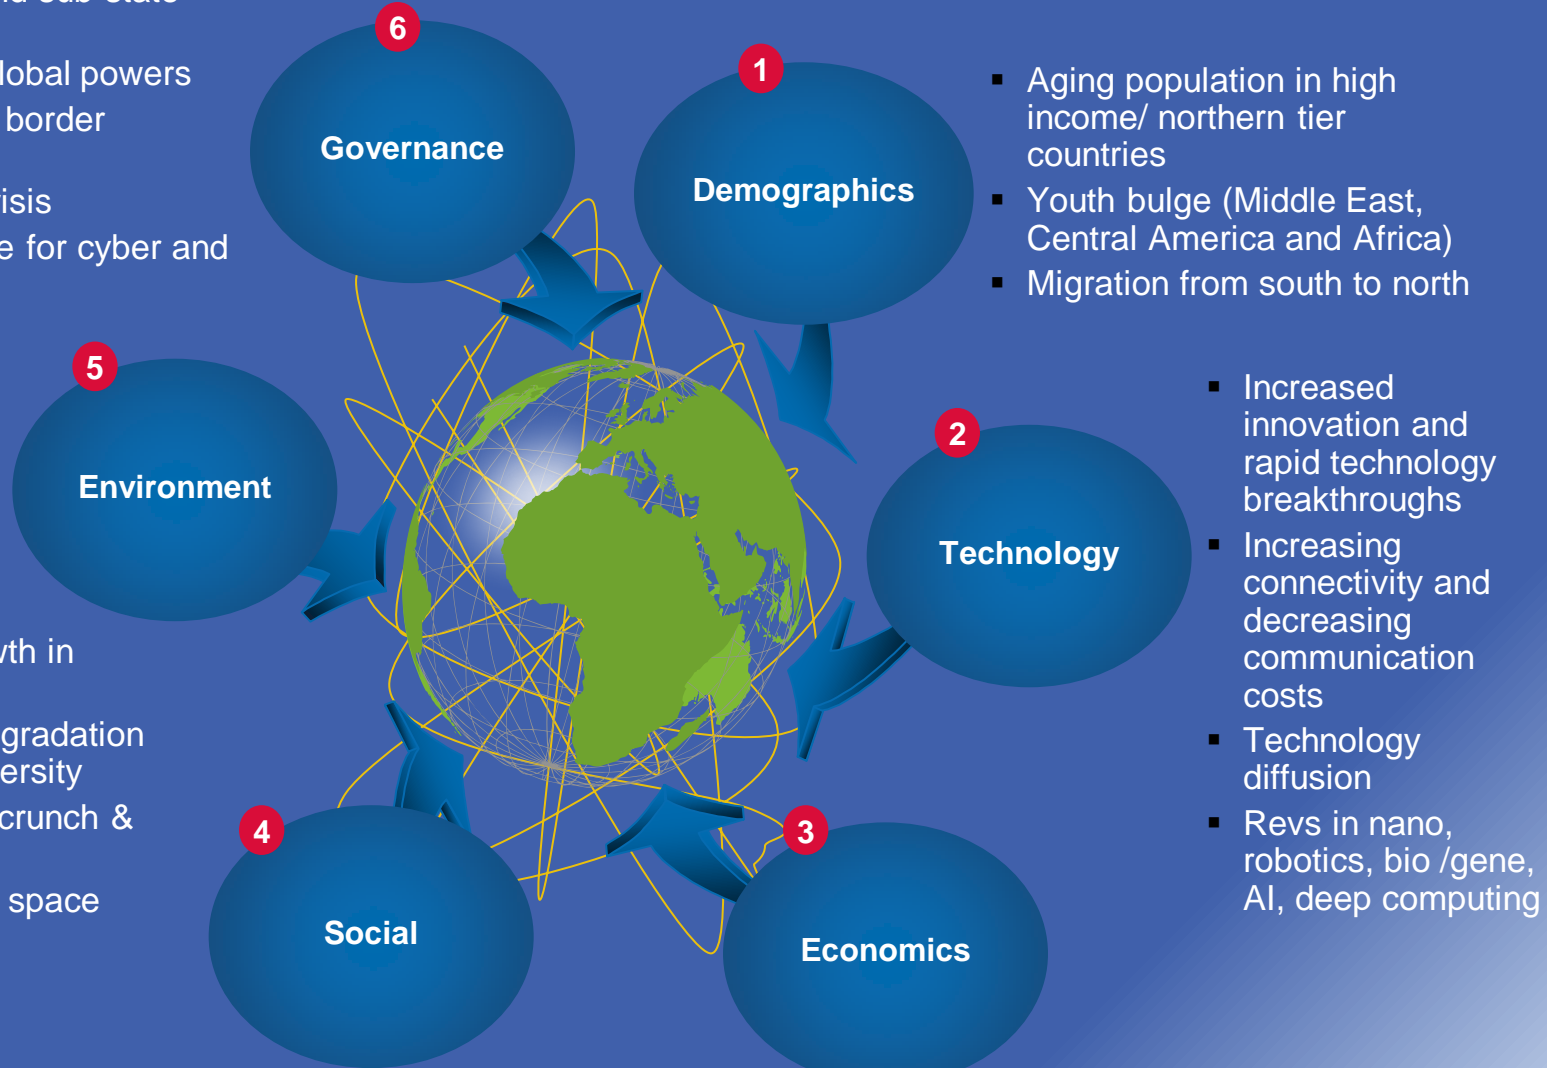 sub-state
lobal powers
border
risis
e for cyber and
6
Governance
1
Demographics
▪ Aging population in high
income/ northern tier
countries
▪ Youth bulge (Middle East,
Central America and Africa)
▪ Migration from south to north
5
Environment
2
Technology
▪ Increased
innovation and
rapid technology
breakthroughs
▪ Increasing
connectivity and
decreasing
communication
costs
▪ Technology
diffusion
▪ Revs in nano,
robotics, bio /gene,
AI, deep computing
wth in
gradation
ersity
crunch &
space
4
Social
3
Economics